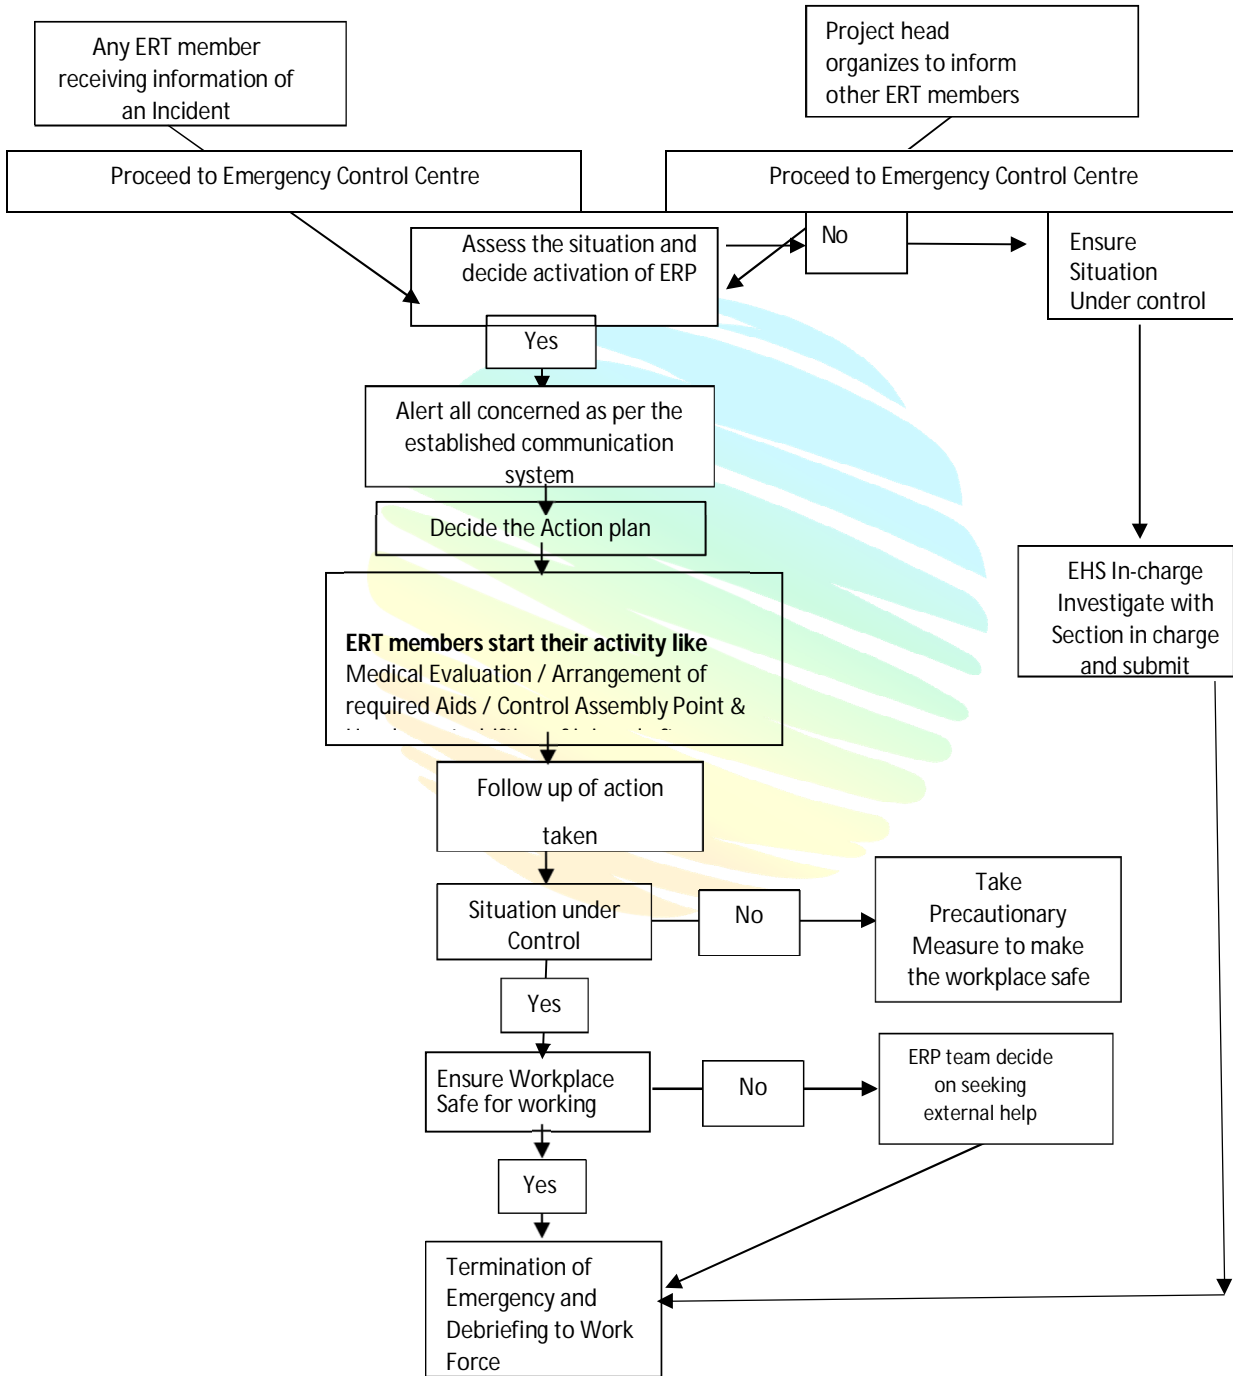 Any ERT member
receiving information of
an Incident
Project head
organizes to inform
other ERT members
Proceed to Emergency Control Centre
Proceed to Emergency Control Centre
Assess the situation and
decide activation of ERP
No
Ensure
Situation
Under control
Yes
Alert all concerned as per the
established communication
system
Decide the Action plan
EHS In-charge
Investigate with
Section in charge
and submit
ERT members start their activity like
Medical Evaluation / Arrangement of
required Aids / Control Assembly Point &
Follow up of action
taken
Situation under
Control
No
Take
Precautionary
Measure to make
the workplace safe
Yes
Ensure Workplace
Safe for working
No
ERP team decide
on seeking
external help
Yes
Termination of
Emergency and
Debriefing to Work
Force